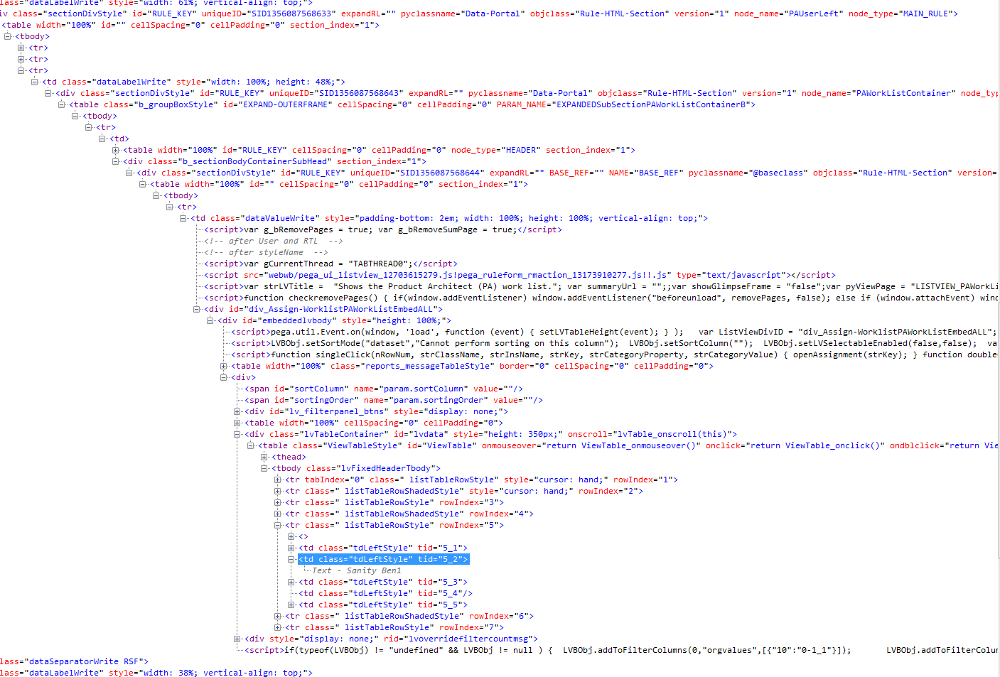 lass="dataLabelWrite" style="width: 61%; vertical-align: top;">
iv class="sectionDivStyle" id="RULE_KEY" uniqueID="SID1356087568633" expandRL="" pyclassname="Data-Portal" objclass="Rule-HTML-Section" version="1" node_name="PAUserLeft" node_type="MAIN_RULE">
<table width="100%" id="" cellSpacing="0" cellPadding="0" section_index="1">
<tbody>
<tr>
<tr>
<tr>
<td class="dataLabelWrite" style="width: 100%; height: 48%;">
<div class="sectionDivStyle" id="RULE_KEY" uniqueID="SID1356087568643" expandRL="" pyclassname="Data-Portal" objclass="Rule-HTML-Section" version="1" node_name="PAWorkListContainer" node_typ
<table class="b_groupBoxStyle" id="EXPAND-OUTERFRAME" cellSpacing="0" cellPadding="0" PARAM_NAME="EXPANDEDSubSectionPAWorkListContainerB">
<tbody>
<tr>
<td>
<table width="100%" id="RULE_KEY" cellSpacing="0" cellPadding="0" node_type="HEADER" section_index="1">
<div class="b_sectionBodyContainerSubHead" section_index="1">
<div class="sectionDivStyle" id="RULE_KEY" uniqueID="SID1356087568644" expandRL="" BASE_REF="" NAME="BASE_REF" pyclassname="@baseclass" objclass="Rule-HTML-Section" version=
<table width="100%" id="" cellSpacing="0" cellPadding="0" section_index="1">
<tbody>
<tr>
<td class="dataValueWrite" style="padding-bottom: 2em; width: 100%; height: 100%; vertical-align: top;">
<script>var g_bRemovePages = true; var g_bRemoveSumPage = true;</script>
<!-- after User and RTL  -->
<!-- after styleName  -->
<script>var gCurrentThread = "TABTHREAD0";</script>
<script src="webwb/pega_ui_listview_12703615279.js!pega_ruleform_rmaction_13173910277.js!!.js" type="text/javascript"></script>
<script>var strLVTitle =  "Shows the Product Architect (PA) work list."; var summaryUrl = "";;var showGlimpseFrame = "false";var pyViewPage = "LISTVIEW_PAWorkLi
<script>function checkremovePages() { if(window.addEventListener) window.addEventListener("beforeunload", removePages, false); else if (window.attachEvent) wind
<div id="div_Assign-WorklistPAWorkListEmbedALL">
<div id="embeddedlvbody" style="height: 100%;">
<script>pega.util.Event.on(window, 'load', function (event) { setLVTableHeight(event); } );   var ListViewDivID = "div_Assign-WorklistPAWorkListEmbedALL";
<script>LVBObj.setSortMode("dataset","Cannot perform sorting on this column");  LVBObj.setSortColumn("");  LVBObj.setLVSelectableEnabled(false,false);  va
<script>function singleClick(nRowNum, strClassName, strInsName, strKey, strCategoryProperty, strCategoryValue) { openAssignment(strKey); } function double
<table width="100%" class="reports_messageTableStyle" border="0" cellSpacing="0" cellPadding="0">
<div>
<span id="sortColumn" name="param.sortColumn" value=""/>
<span id="sortingOrder" name="param.sortingOrder" value=""/>
<div id="lv_filterpanel_btns" style="display: none;">
<table width="100%" cellSpacing="0" cellPadding="0">
<div class="lvTableContainer" id="lvdata" style="height: 350px;" onscroll="lvTable_onscroll(this)">
<table class="ViewTableStyle" id="ViewTable" onmouseover="return ViewTable_onmouseover()" onclick="return ViewTable_onclick()" ondblclick="return Vie
<thead>
<tbody class="lvFixedHeaderTbody">
<tr tabIndex="0" class=" listTableRowStyle" style="cursor: hand;" rowIndex="1">
<tr class=" listTableRowShadedStyle" style="cursor: hand;" rowIndex="2">
<tr class=" listTableRowStyle" rowIndex="3">
<tr class=" listTableRowShadedStyle" rowIndex="4">
<tr class=" listTableRowStyle" rowIndex="5">
<>
<td class="tdLeftStyle" tid="5_1">
<td class="tdLeftStyle" tid="5_2">
Text - Sanity Ben1
<td class="tdLeftStyle" tid="5_3">
<td class="tdLeftStyle" tid="5_4"/>
<td class="tdLeftStyle" tid="5_5">
<tr class=" listTableRowShadedStyle" rowIndex="6">
<tr class=" listTableRowStyle" rowIndex="7">
<div style="display: none;" rid="lvoverridefiltercountmsg">
<script>if(typeof(LVBObj) != "undefined" && LVBObj != null ) {  LVBObj.addToFilterColumns(0,"orgvalues",[{"10":"0-1_1"}]);       LVBObj.addToFilterColum
lass="dataSeparatorWrite RSF">
lass="dataLabelWrite" style="width: 38%; vertical-align: top;">